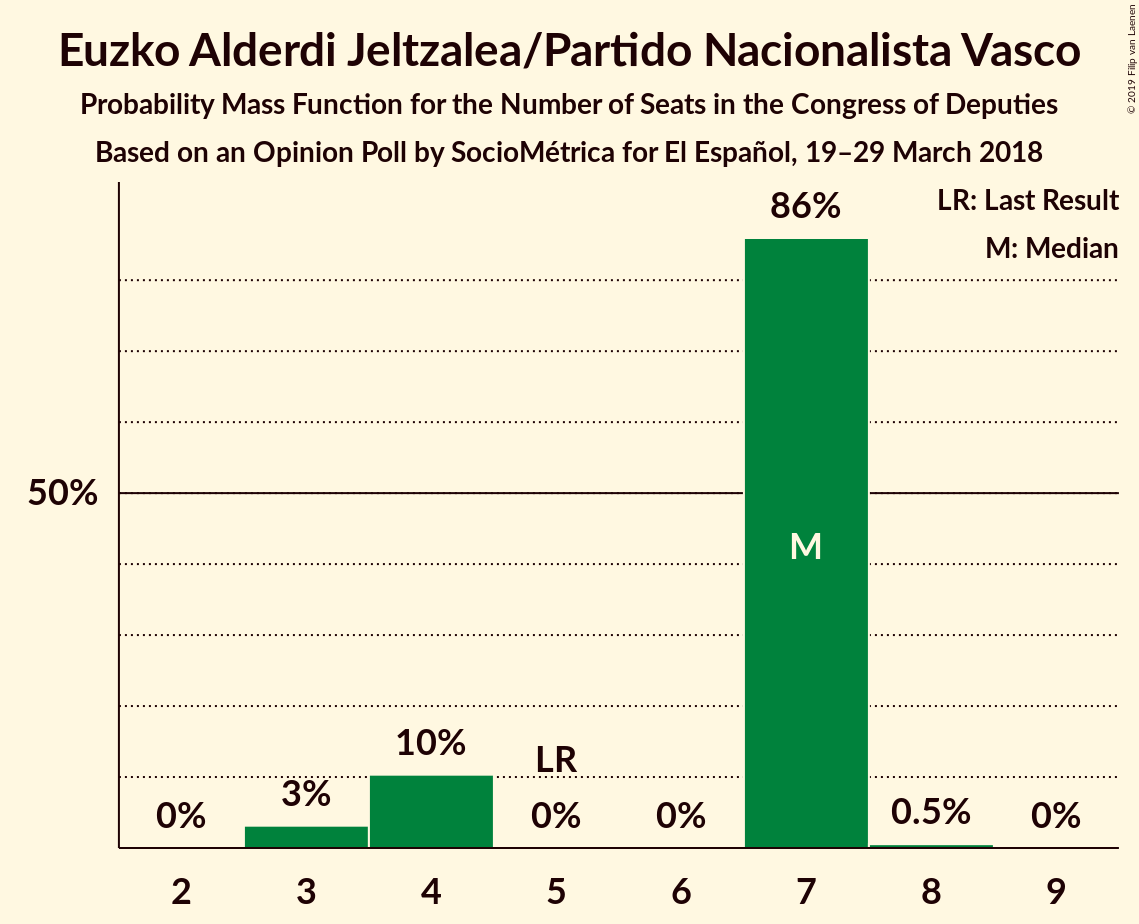 Euzko Alderdi Jeltzalea/Partido Nacionalista Vasco
Probability Mass Function for the Number of Seats in the Congress of Deputies
Based on an Opinion Poll by SocioMétrica for El Español, 19–29 March 2018
© 2019 Filip van Laenen
LR: Last Result
M: Median
50%
0%
3%
10%
LR
0%
0%
86%
M
0.5%
0%
2 3 4 5 6 7 8 9